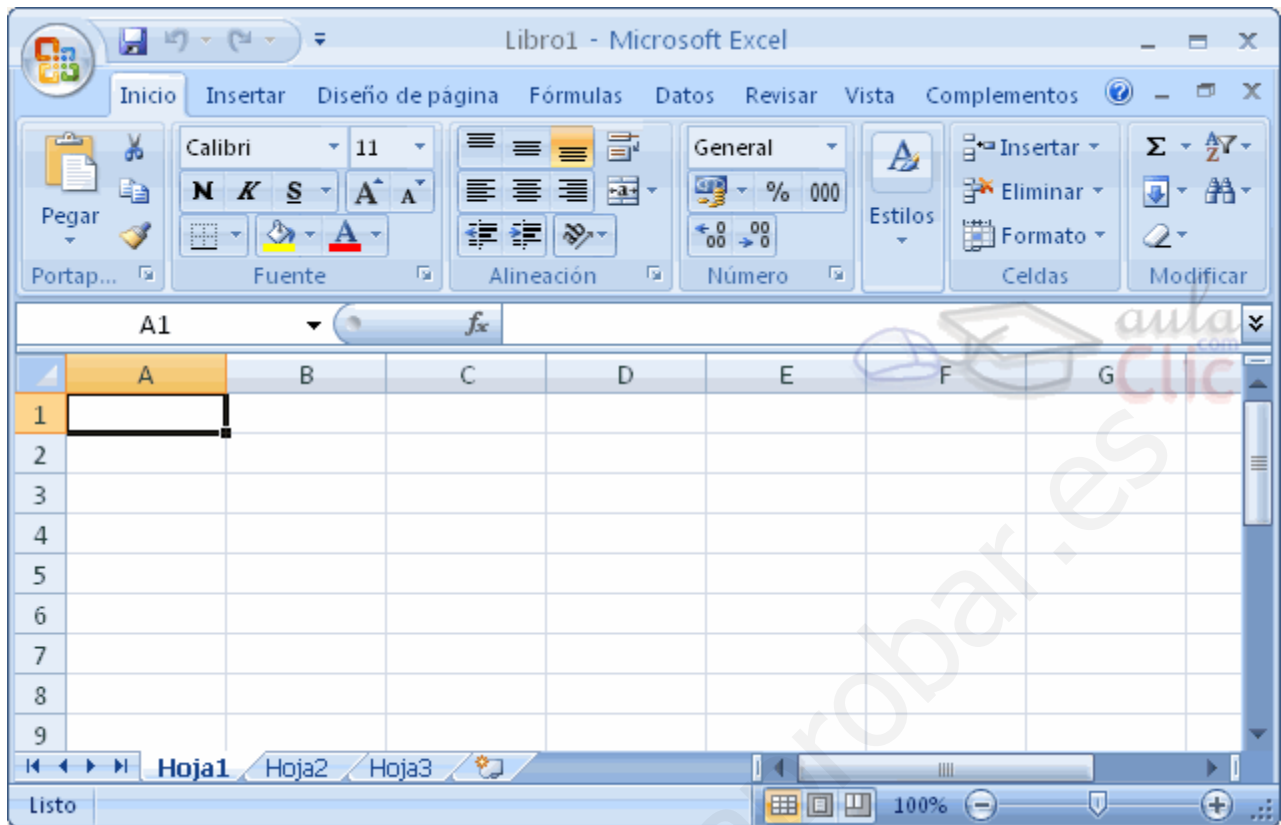 Libro1 - Microsoft Excel
Inicio Insertar Diseño de página Fórmulas Datos Revisar Vista Complementos
Calibri 11 General Insertar Σ
N K S A A % 000 Eliminar
Pegar Estilos
A Formato
Portap... Fuente Alineación Número Celdas Modificar
A1 fx
aula
.com
Clic
A B C D E F G
1
2
3
4
5
6
7
8
9
Hoja1 Hoja2 Hoja3
Listo 100%